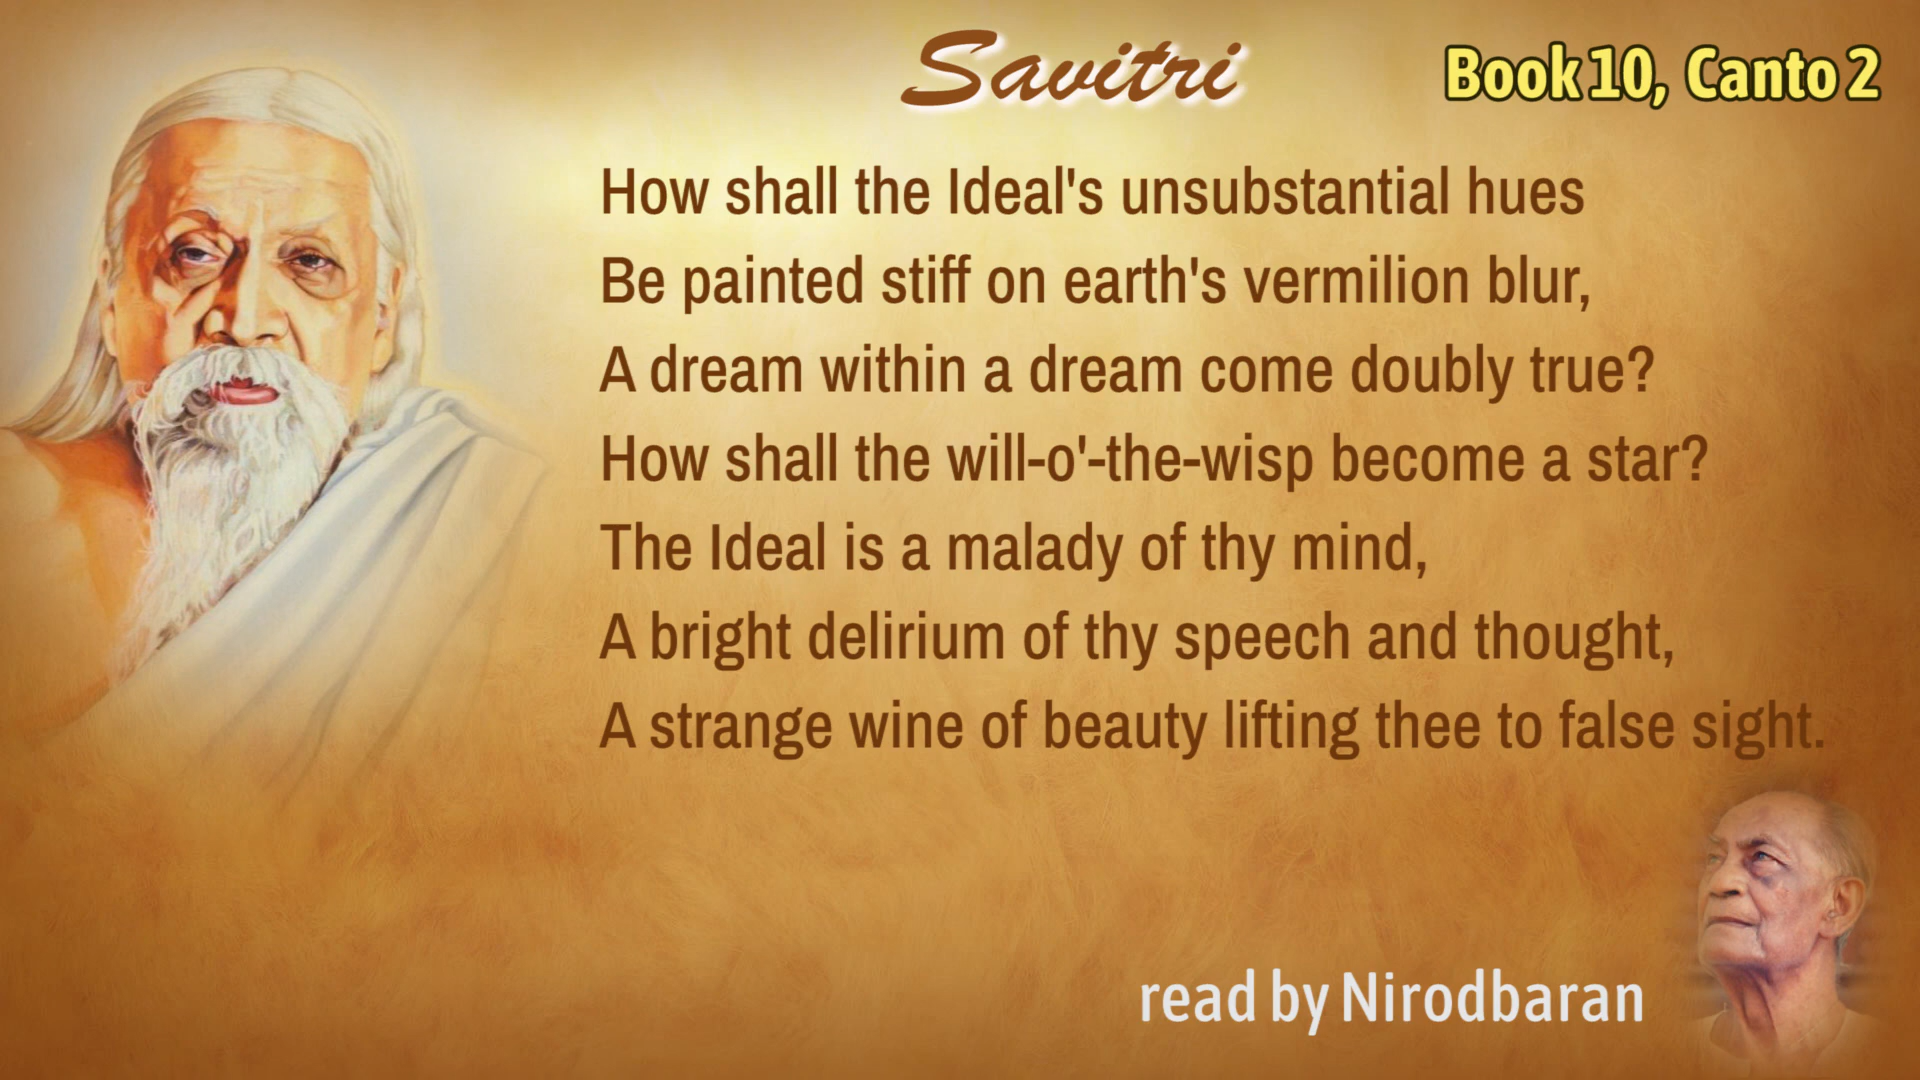 Savitri
Book 10, Canto 2
How shall the Ideal's unsubstantial hues
Be painted stiff on earth's vermilion blur,
A dream within a dream come doubly true?
How shall the will-o'-the-wisp become a star?
The Ideal is a malady of thy mind,
A bright delirium of thy speech and thought,
A strange wine of beauty lifting thee to false sight.
read by Nirodbaran